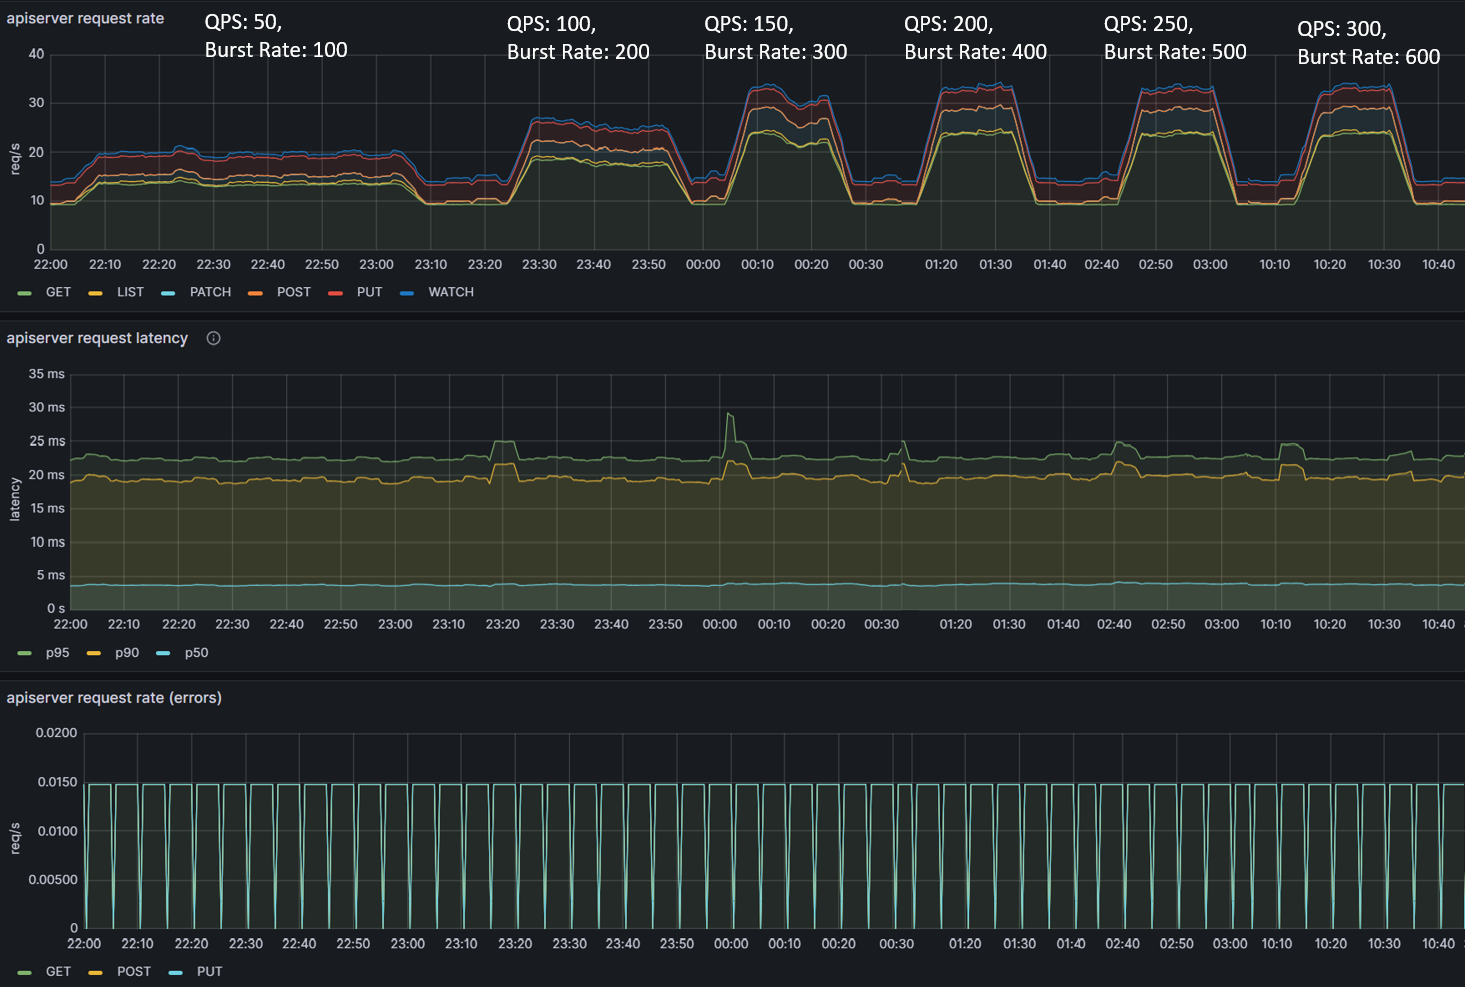 apiserver request rate
QPS: 50,
Burst Rate: 100
QPS: 100,
Burst Rate: 200
QPS: 150,
Burst Rate: 300
QPS: 200,
Burst Rate: 400
QPS: 250,
Burst Rate: 500
QPS: 300,
Burst Rate: 600
40
30
20
10
0
req/s
22:00 22:10 22:20 22:30 22:40 22:50 23:00 23:10 23:20 23:30 23:40 23:50 00:00 00:10 00:20 00:30 01:20 01:30 01:40 02:40 02:50 03:00 10:10 10:20 10:30 10:40
GET LIST PATCH POST PUT WATCH
apiserver request latency
35 ms
30 ms
25 ms
20 ms
15 ms
10 ms
5 ms
0 s
latency
22:00 22:10 22:20 22:30 22:40 22:50 23:00 23:10 23:20 23:30 23:40 23:50 00:00 00:10 00:20 00:30 01:20 01:30 01:40 02:40 02:50 03:00 10:10 10:20 10:30 10:40
p95 p90 p50
apiserver request rate (errors)
0.0200
0.0150
0.0100
0.00500
0
req/s
22:00 22:10 22:20 22:30 22:40 22:50 23:00 23:10 23:20 23:30 23:40 23:50 00:00 00:10 00:20 00:30 01:20 01:30 01:40 02:40 02:50 03:00 10:10 10:20 10:30 10:40
GET POST PUT